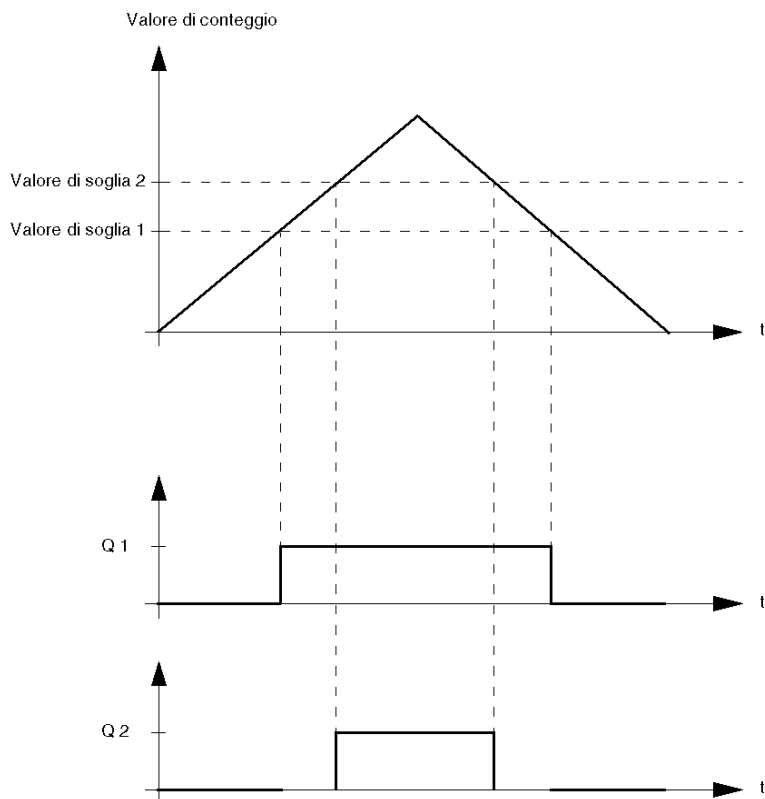 Valore di conteggio
Valore di soglia 2
Valore di soglia 1
t
Q 1
t
Q 2
t